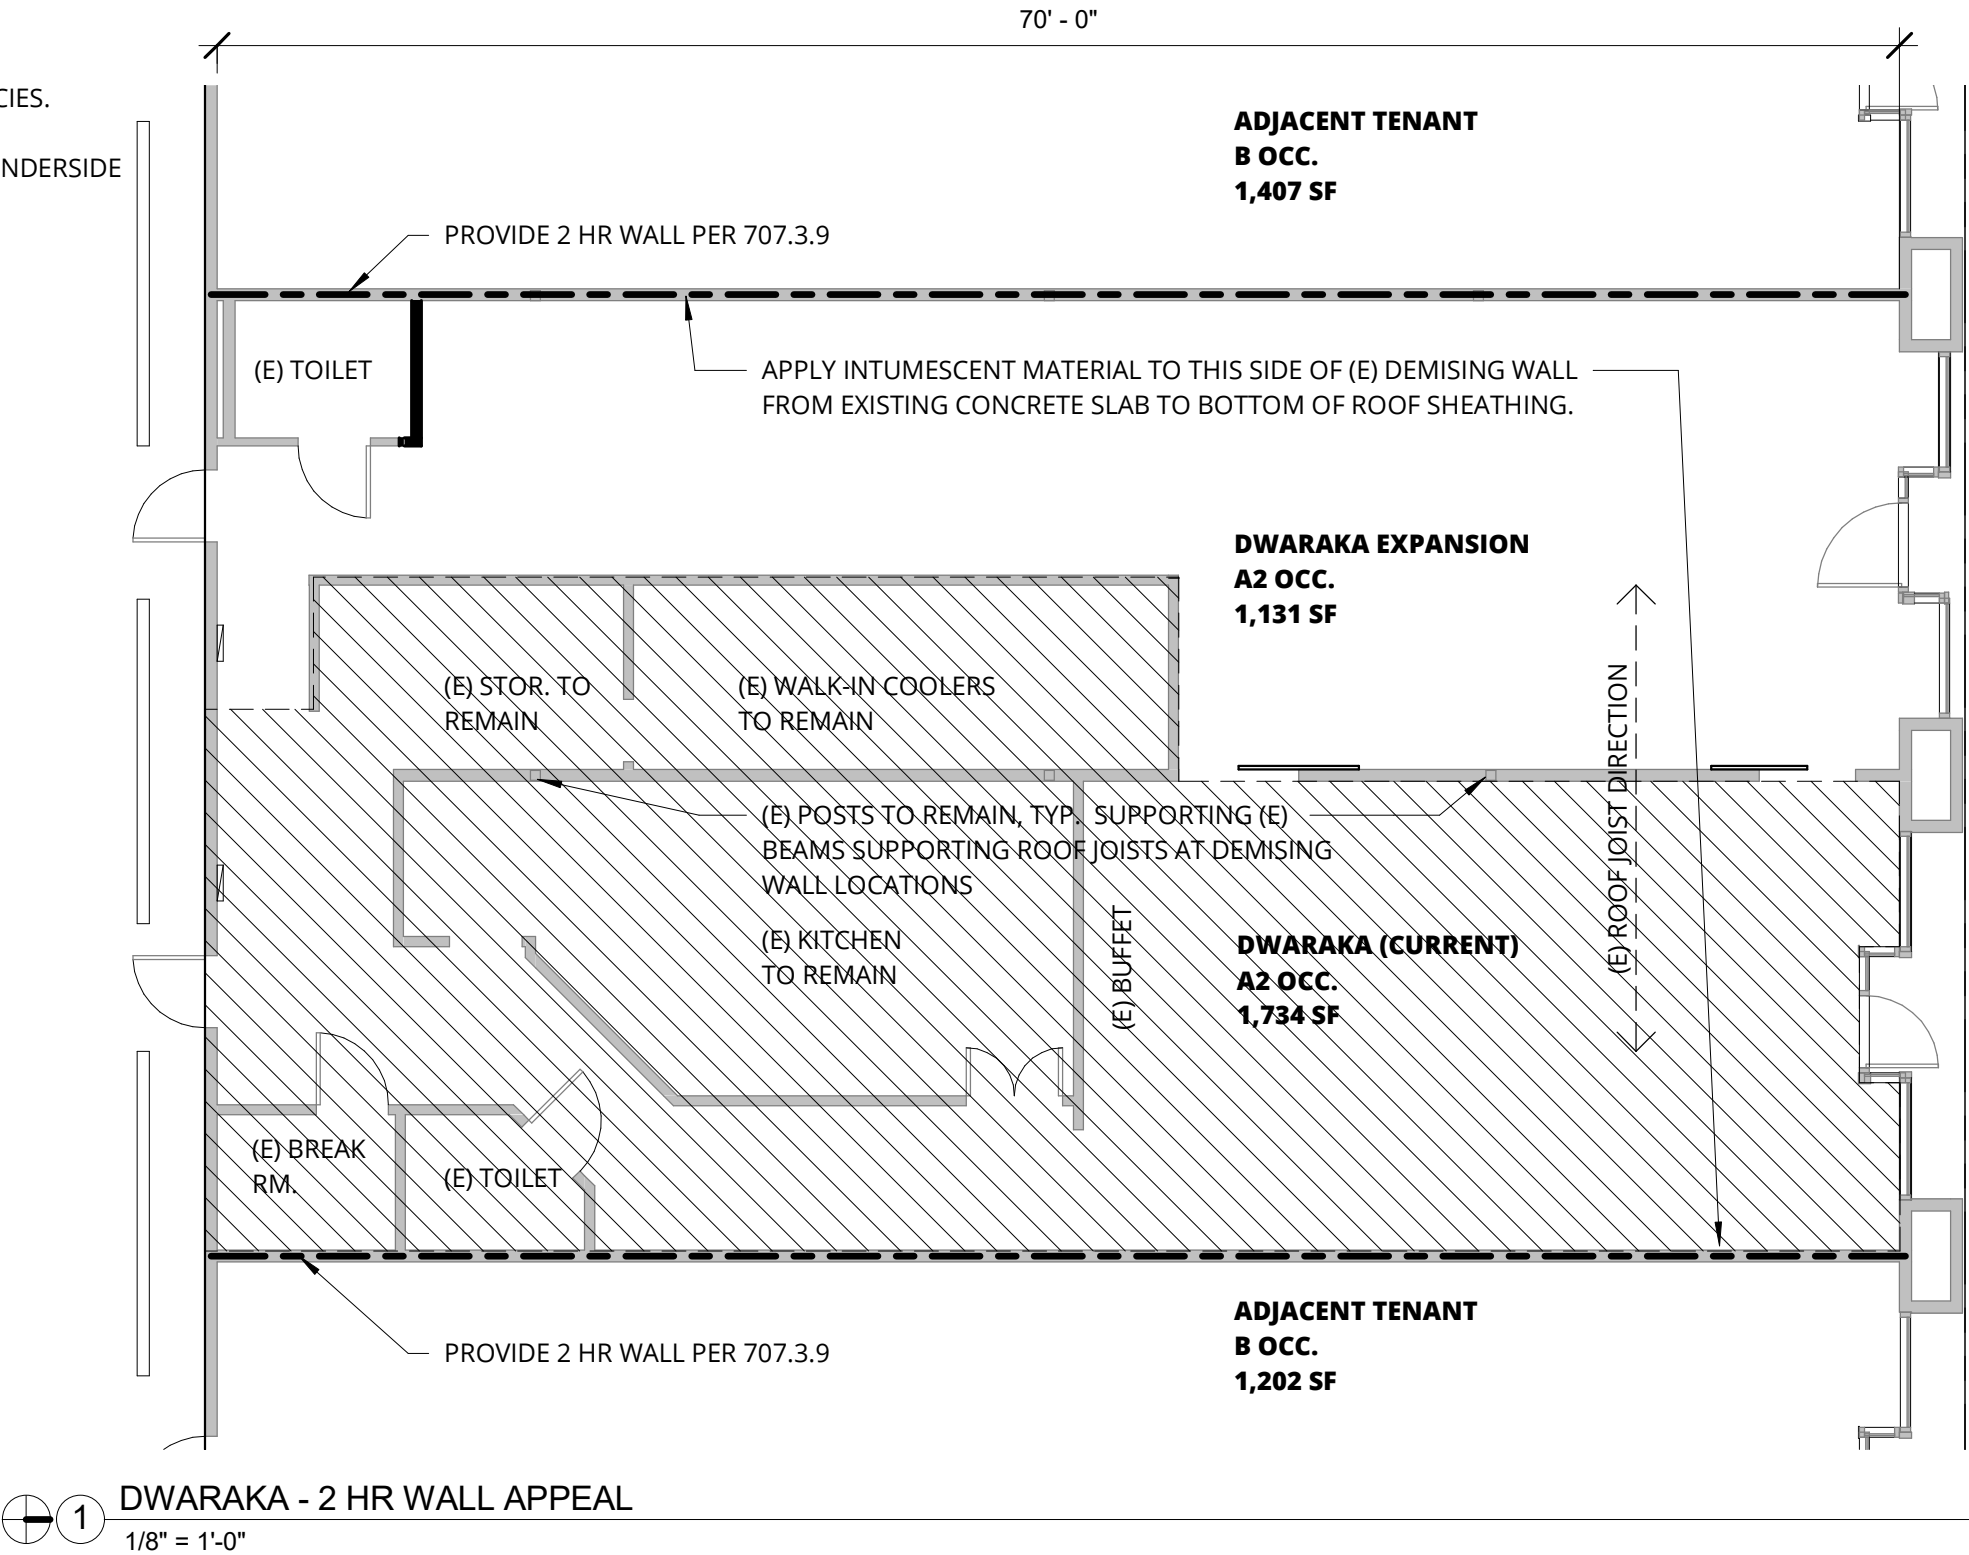 70' - 0"
CIES.
NDERSIDE
ADJACENT TENANT
B OCC.
1,407 SF
PROVIDE 2 HR WALL PER 707.3.9
(E) TOILET
APPLY INTUMESCENT MATERIAL TO THIS SIDE OF (E) DEMISING WALL
FROM EXISTING CONCRETE SLAB TO BOTTOM OF ROOF SHEATHING.
DWARAKA EXPANSION
A2 OCC.
1,131 SF
(E) STOR. TO
REMAIN
(E) WALK-IN COOLERS
TO REMAIN
(E) ROOF JOIST DIRECTION
(E) POSTS TO REMAIN, TYP.  SUPPORTING (E)
BEAMS SUPPORTING ROOF JOISTS AT DEMISING
WALL LOCATIONS
(E) KITCHEN
TO REMAIN
(E) BUFFET
DWARAKA (CURRENT)
A2 OCC.
1,734 SF
(E) BREAK
RM.
(E) TOILET
ADJACENT TENANT
B OCC.
1,202 SF
PROVIDE 2 HR WALL PER 707.3.9
1
DWARAKA - 2 HR WALL APPEAL
1/8" = 1'-0"